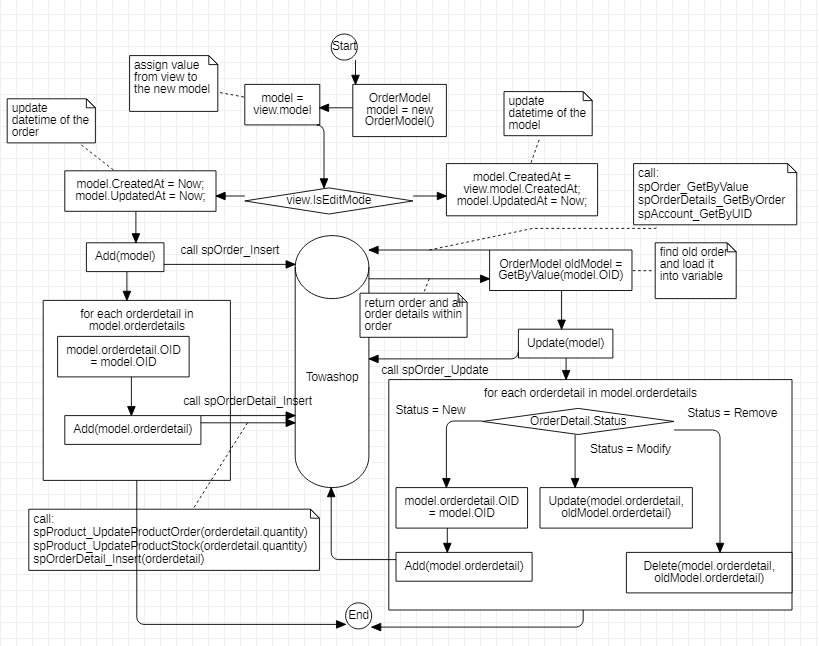 Start
assign value
from view to
the new model
model =
view.model
OrderModel
model = new
OrderModel()
update
datetime of the
order
update
datetime of the
model
model.CreatedAt = Now;
model.UpdatedAt = Now;
view.IsEditMode
model.CreatedAt =
view.model.CreatedAt;
model.UpdatedAt = Now;
call:
spOrder_GetByValue
spOrderDetails_GetByOrder
spAccount_GetByUID
Add(model)
call spOrder_Insert
OrderModel oldModel =
GetByValue(model.OID)
find old order
and load it
into variable
return order and all
order details within
order
for each orderdetail in
model.orderdetails
model.orderdetail.OID
= model.OID
Update(model)
Towashop
call spOrder_Update
call spOrderDetail_Insert
Add(model.orderdetail)
for each orderdetail in model.orderdetails
Status = New
OrderDetail.Status
Status = Remove
Status = Modify
model.orderdetail.OID
= model.OID
Update(model.orderdetail,
oldModel.orderdetail)
call:
spProduct_UpdateProductOrder(orderdetail.quantity)
spProduct_UpdateProductStock(orderdetail.quantity)
spOrderDetail_Insert(orderdetail)
Add(model.orderdetail)
Delete(model.orderdetail,
oldModel.orderdetail)
End